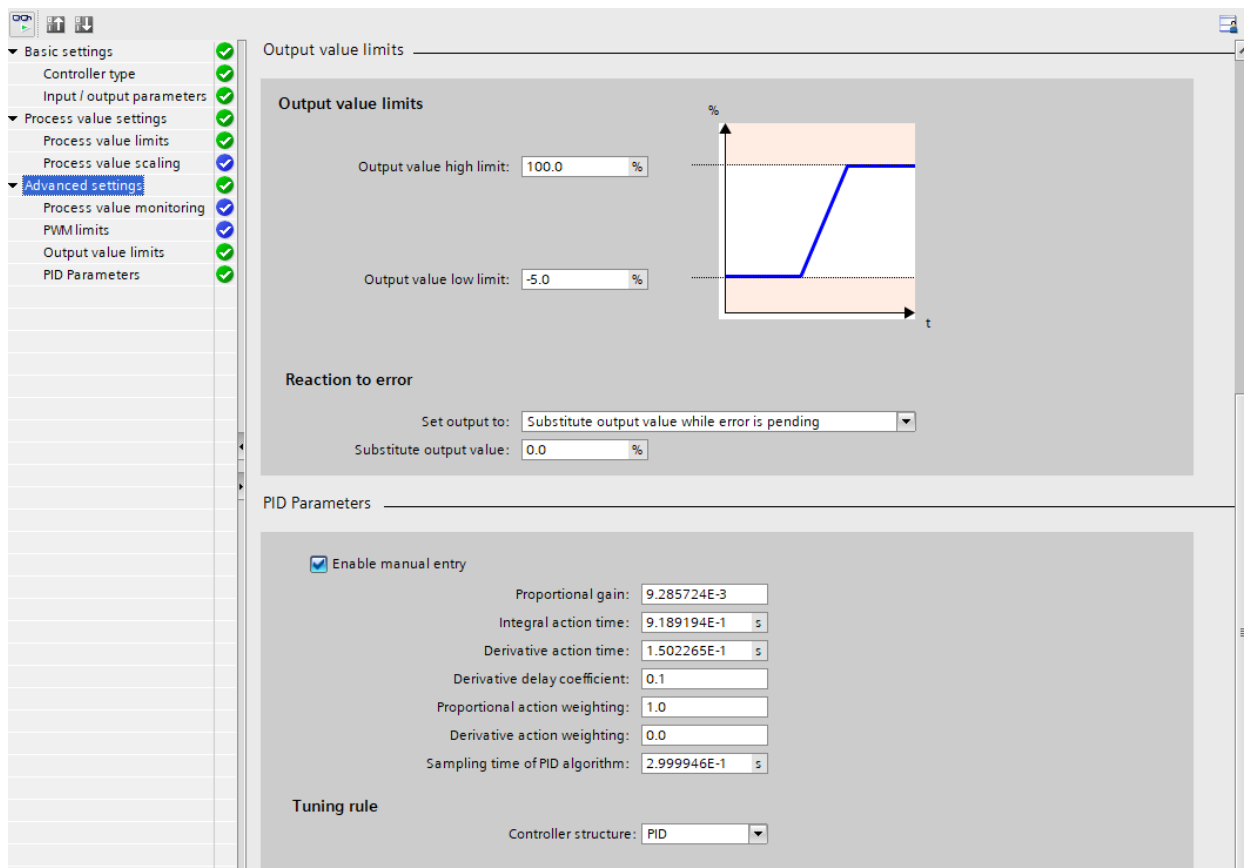 Basic settings
Controller type
Input / output parameters
Process value settings
Process value limits
Process value scaling
Advanced settings
Process value monitoring
PWM limits
Output value limits
PID Parameters
Output value limits
Output value limits
%
Output value high limit: 100.0 %
Output value low limit: -5.0 %
t
Reaction to error
Set output to: Substitute output value while error is pending
Substitute output value: 0.0 %
PID Parameters
Enable manual entry
Proportional gain: 9.285724E-3
Integral action time: 9.189194E-1 s
Derivative action time: 1.502265E-1 s
Derivative delay coefficient: 0.1
Proportional action weighting: 1.0
Derivative action weighting: 0.0
Sampling time of PID algorithm: 2.999946E-1 s
Tuning rule
Controller structure: PID